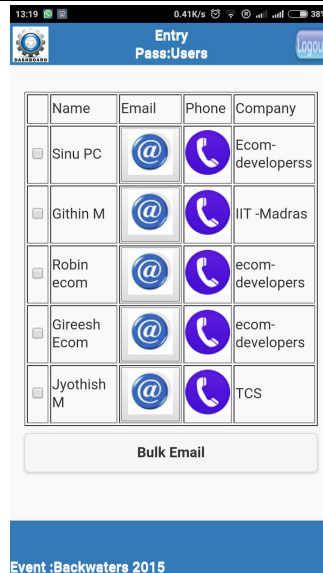 13:19 0.41K/s 38%
Entry
Pass:Users
DASHBOARD
Logou
Name Email Phone Company
Sinu PC @ Ecom-
developerss
Githin M @ IIT -Madras
Robin
ecom @ ecom-
developers
Gireesh
Ecom @ ecom-
developers
Jyothish
M @ TCS
Bulk Email
Event :Backwaters 2015